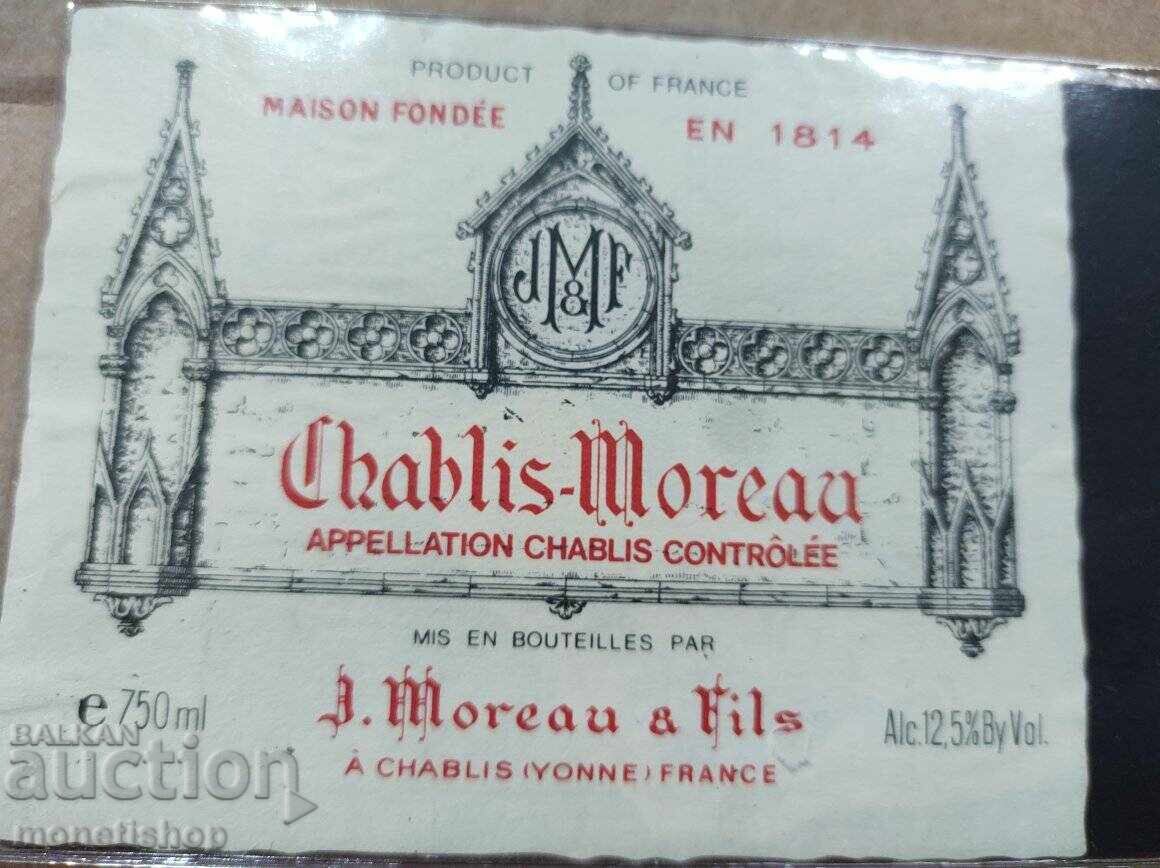 PRODUCT OF FRANCE
MAISON FONDÉE EN 1814
JM&F
Chablis-Moreau
APPELLATION CHABLIS CONTRÔLÉE
MIS EN BOUTEILLES PAR
e 750 ml
J. Moreau & Fils
Alc. 12,5% By Vol.
À CHABLIS (YONNE) FRANCE
BALKAN
auction
monetishop